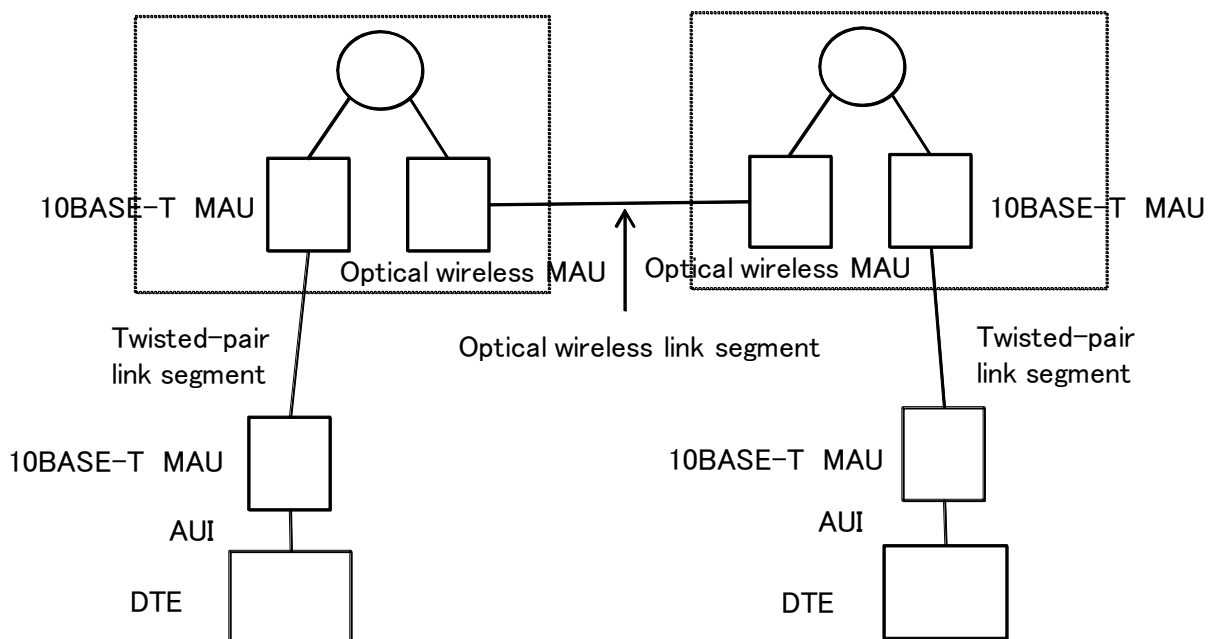 10BASE-T MAU
10BASE-T MAU
Optical wireless MAU
Optical wireless MAU
Twisted-pair
link segment
Optical wireless link segment
Twisted-pair
link segment
10BASE-T MAU
10BASE-T MAU
AUI
AUI
DTE
DTE